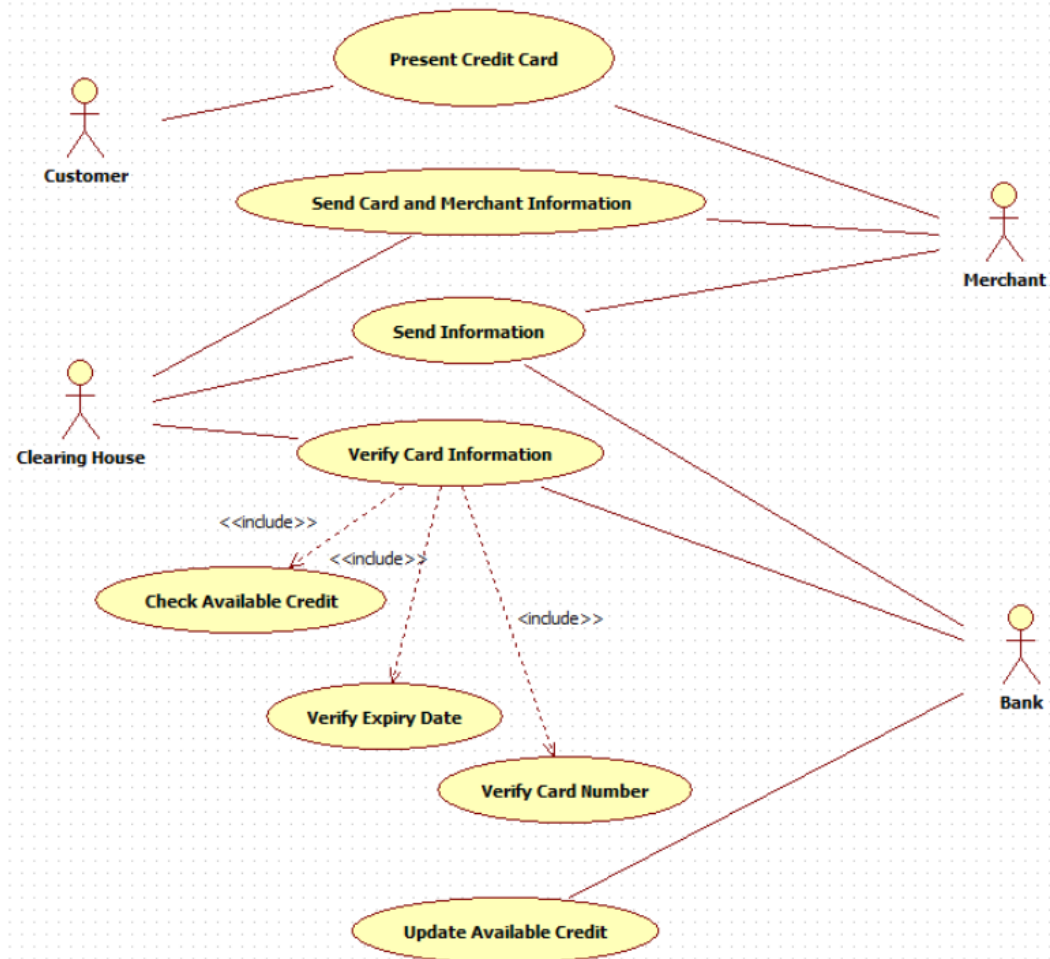 Present Credit Card
Customer
Send Card and Merchant Information
Merchant
Send Information
Clearing House
Verify Card Information
<<include>>
<<include>>
Check Available Credit
<include>>
Verify Expiry Date
Bank
Verify Card Number
Update Available Credit